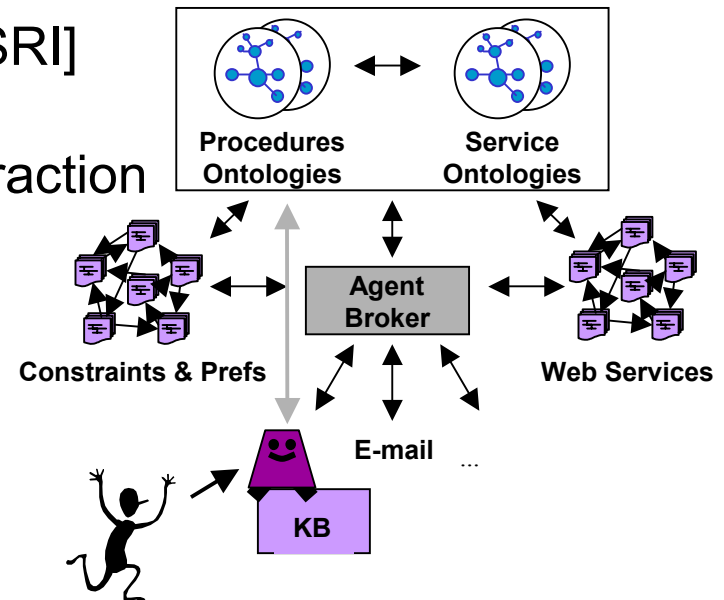 SRI]
raction
Procedures
Ontologies
Service
Ontologies
Agent
Broker
Constraints & Prefs
Web Services
E-mail
...
KB